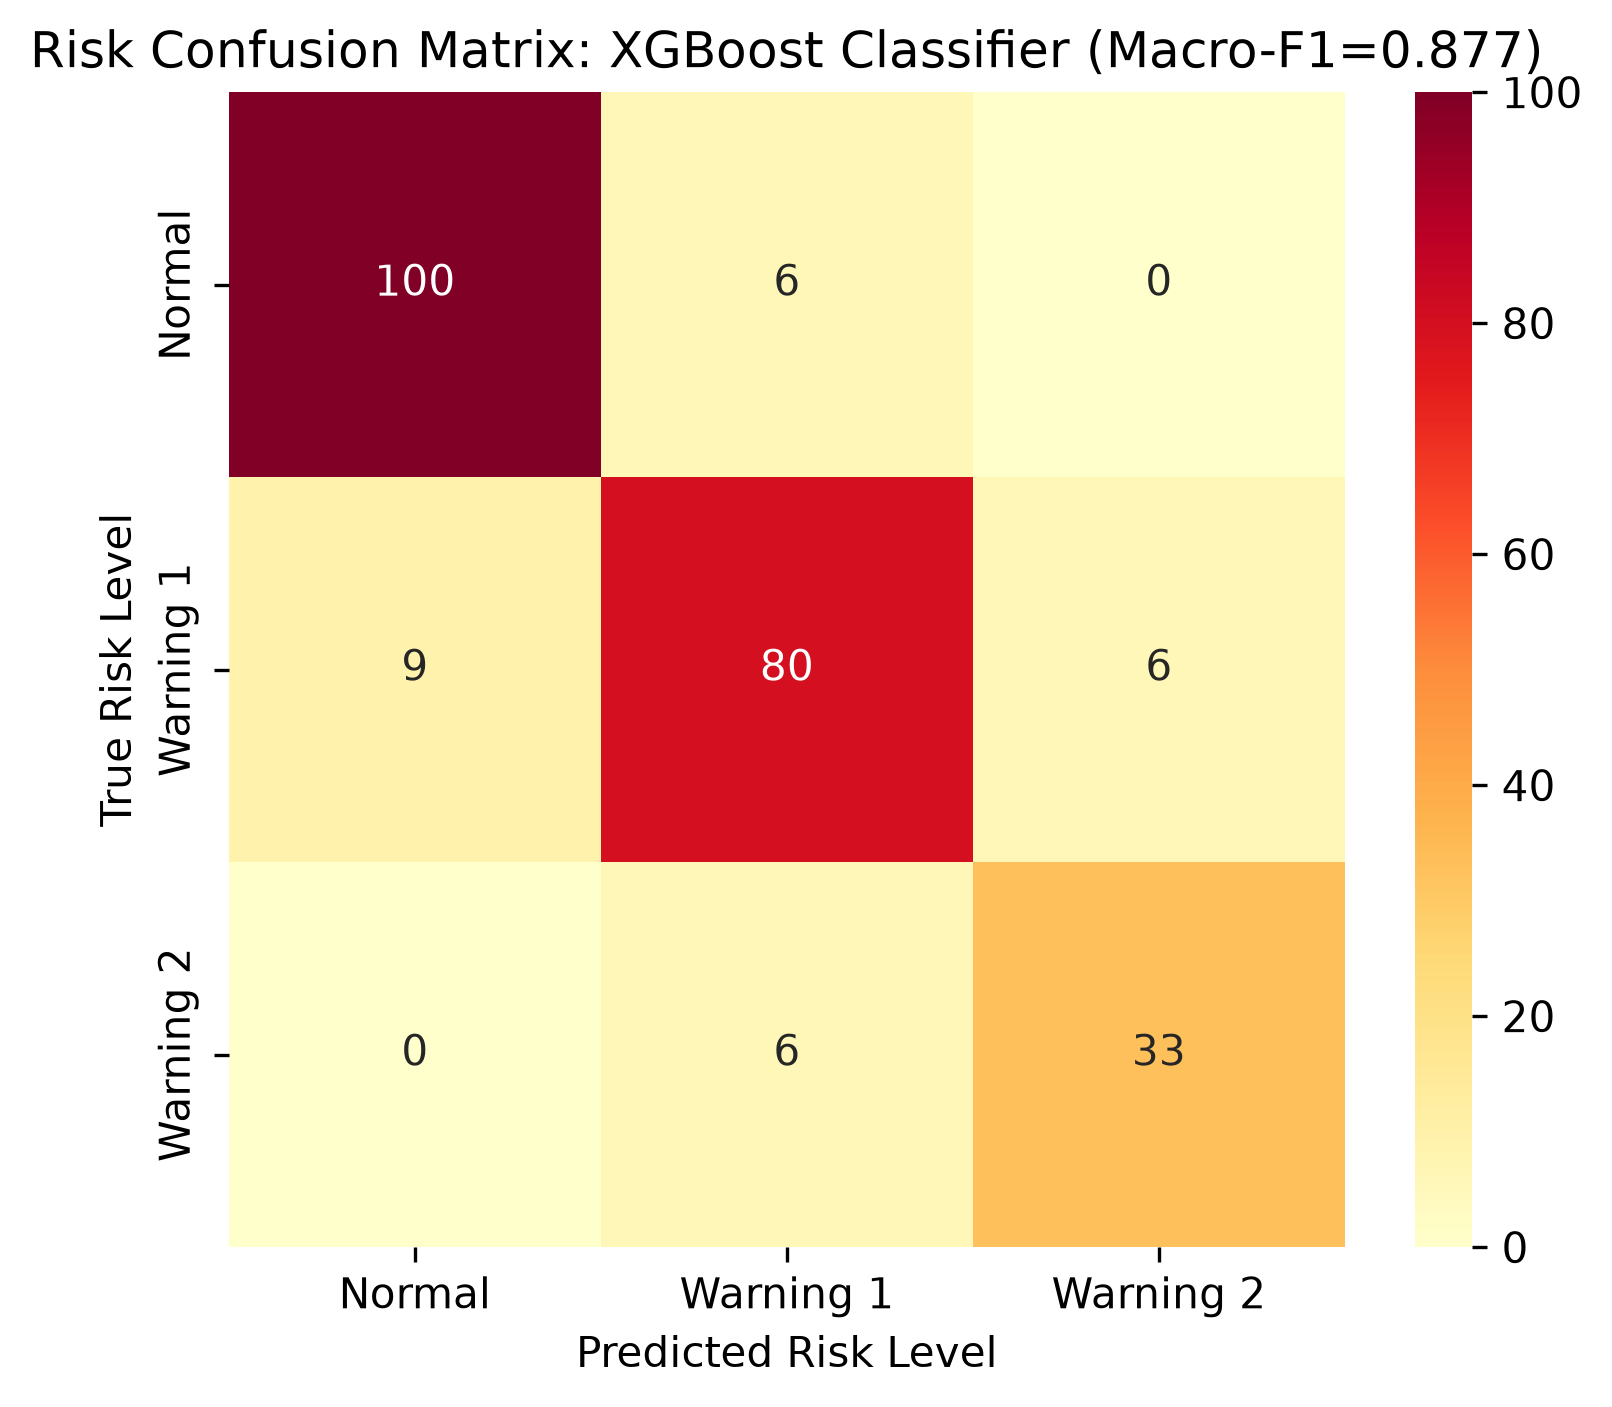 Risk Confusion Matrix: XGBoost Classifier (Macro-F1=0.877)
True Risk Level
Normal
100
6
0
Warning 1
9
80
6
Warning 2
0
6
33
Normal
Warning 1
Warning 2
Predicted Risk Level
100
80
60
40
20
0